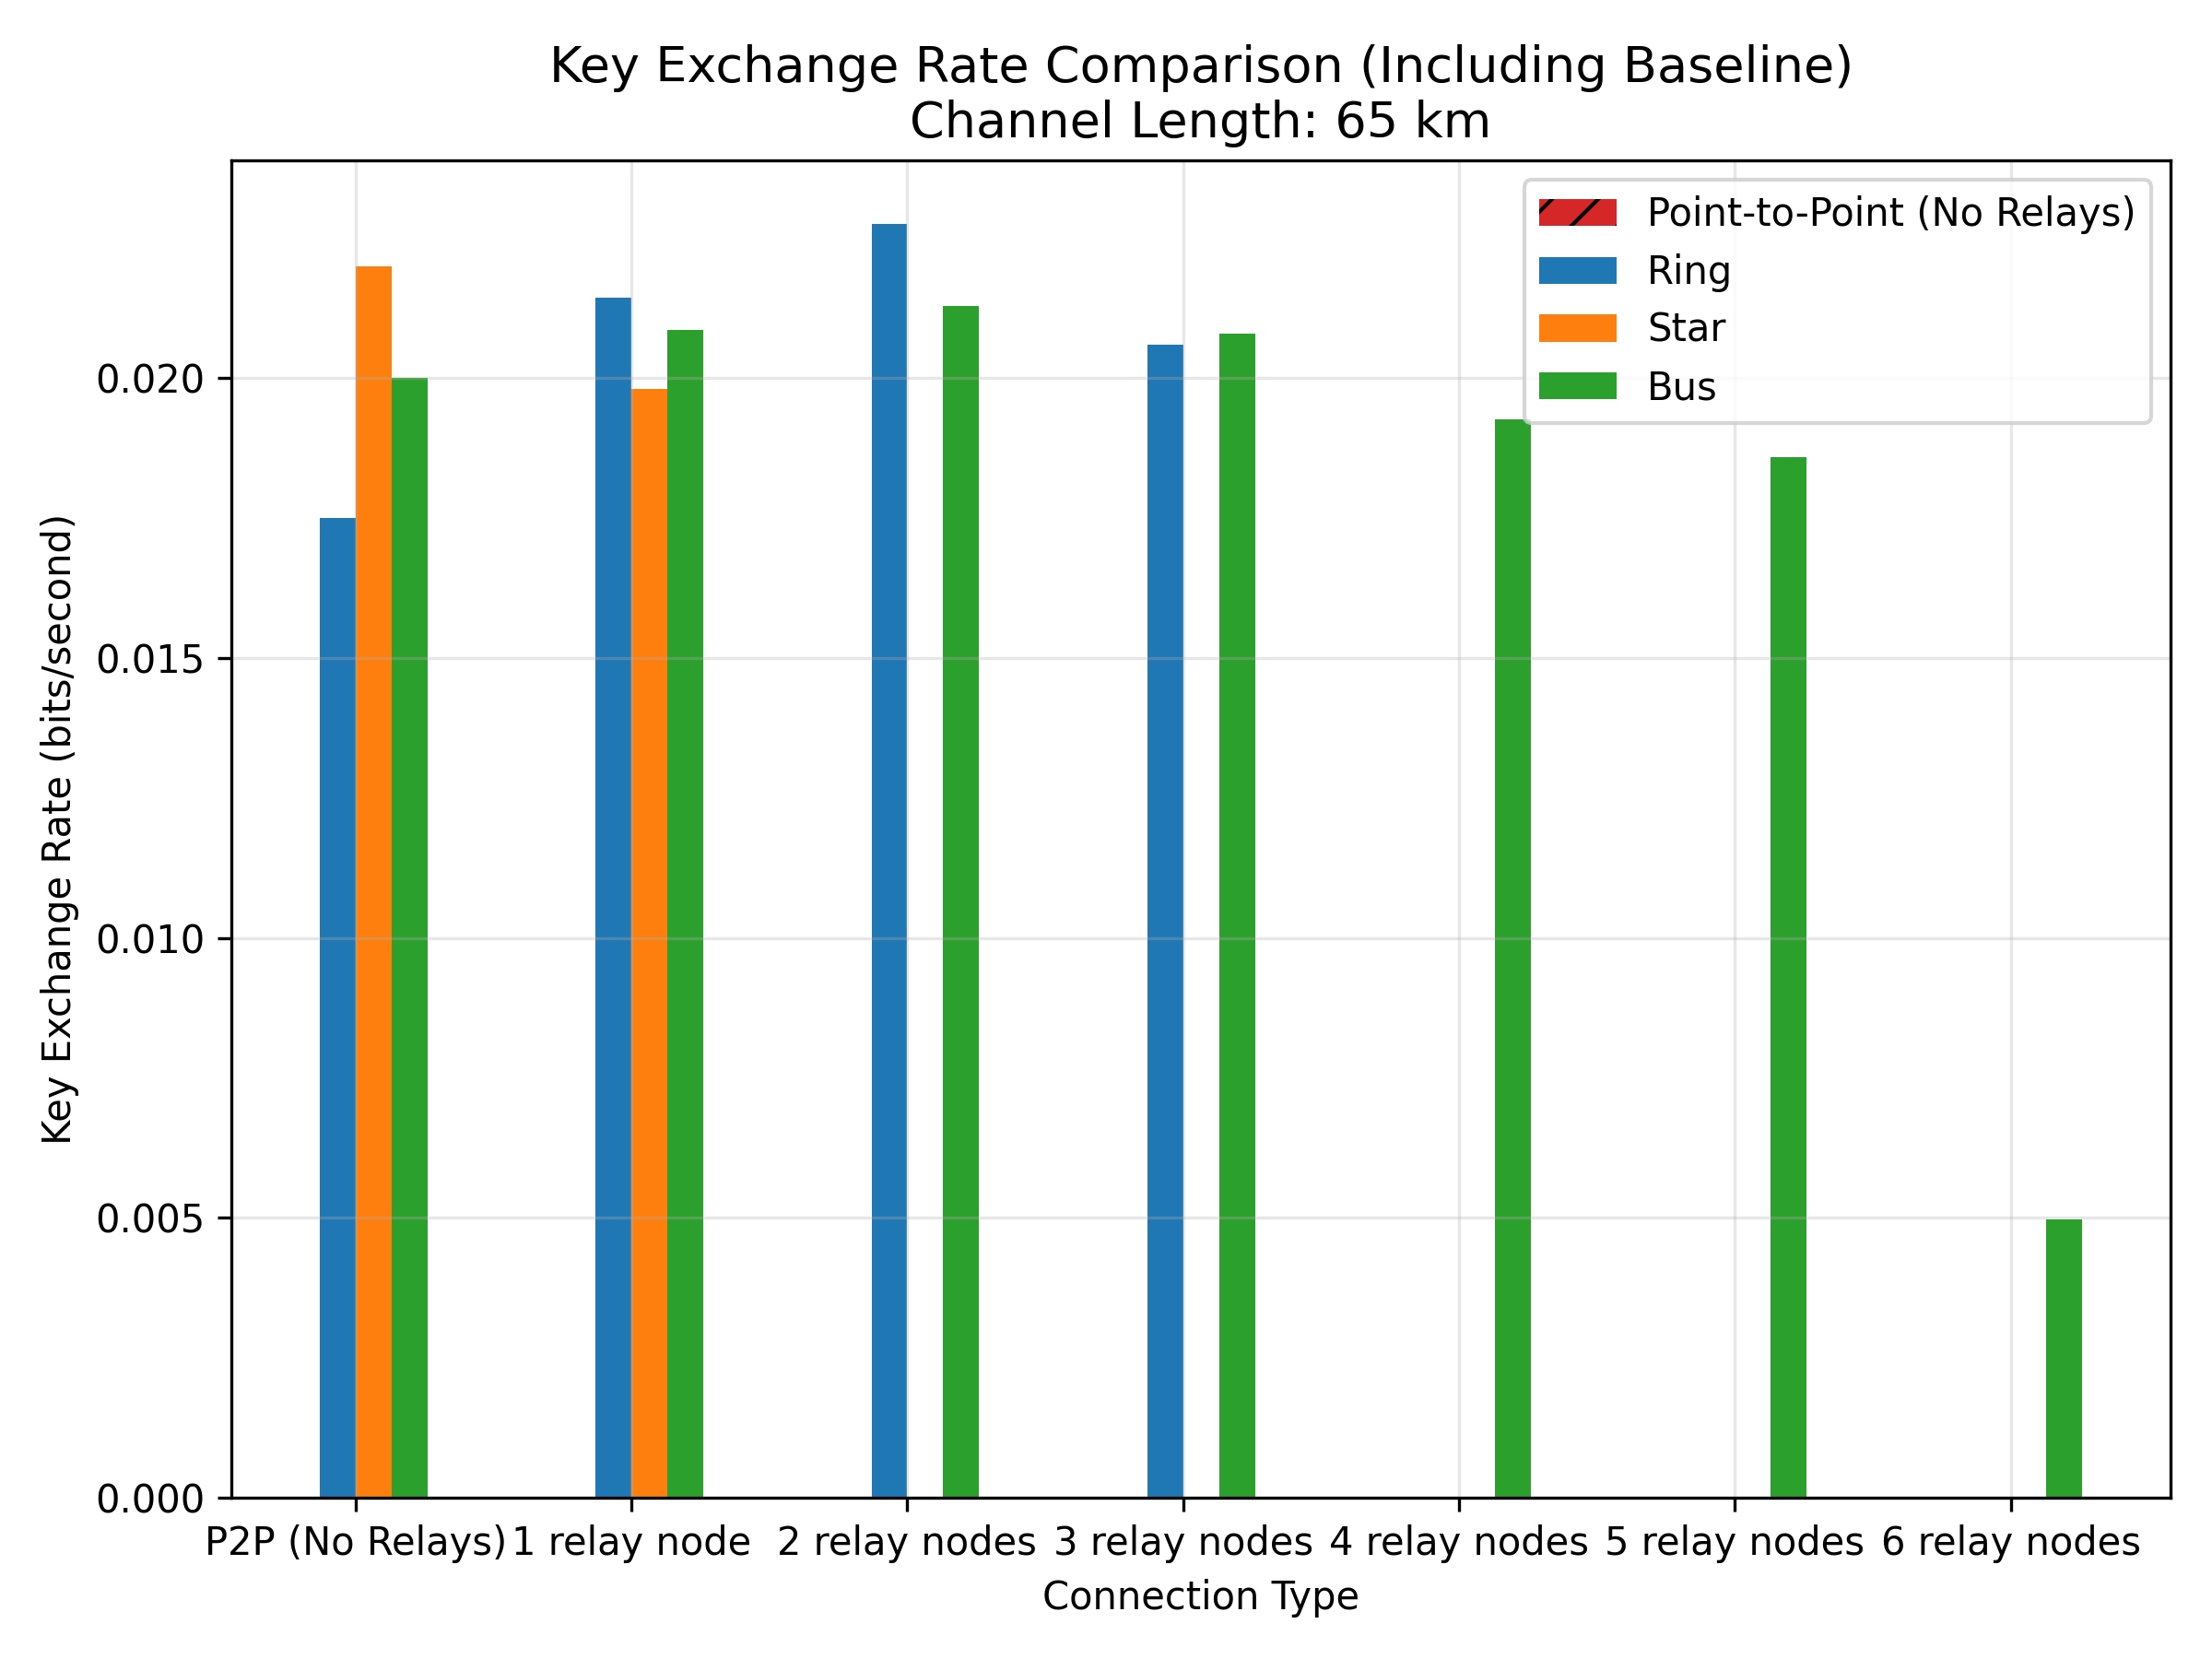 Key Exchange Rate Comparison (Including Baseline)
Channel Length: 65 km
Point-to-Point (No Relays)
Ring
Star
Bus
Key Exchange Rate (bits/second)
0.020
0.015
0.010
0.005
0.000
P2P (No Relays) 1 relay node 2 relay nodes 3 relay nodes 4 relay nodes 5 relay nodes 6 relay nodes
Connection Type